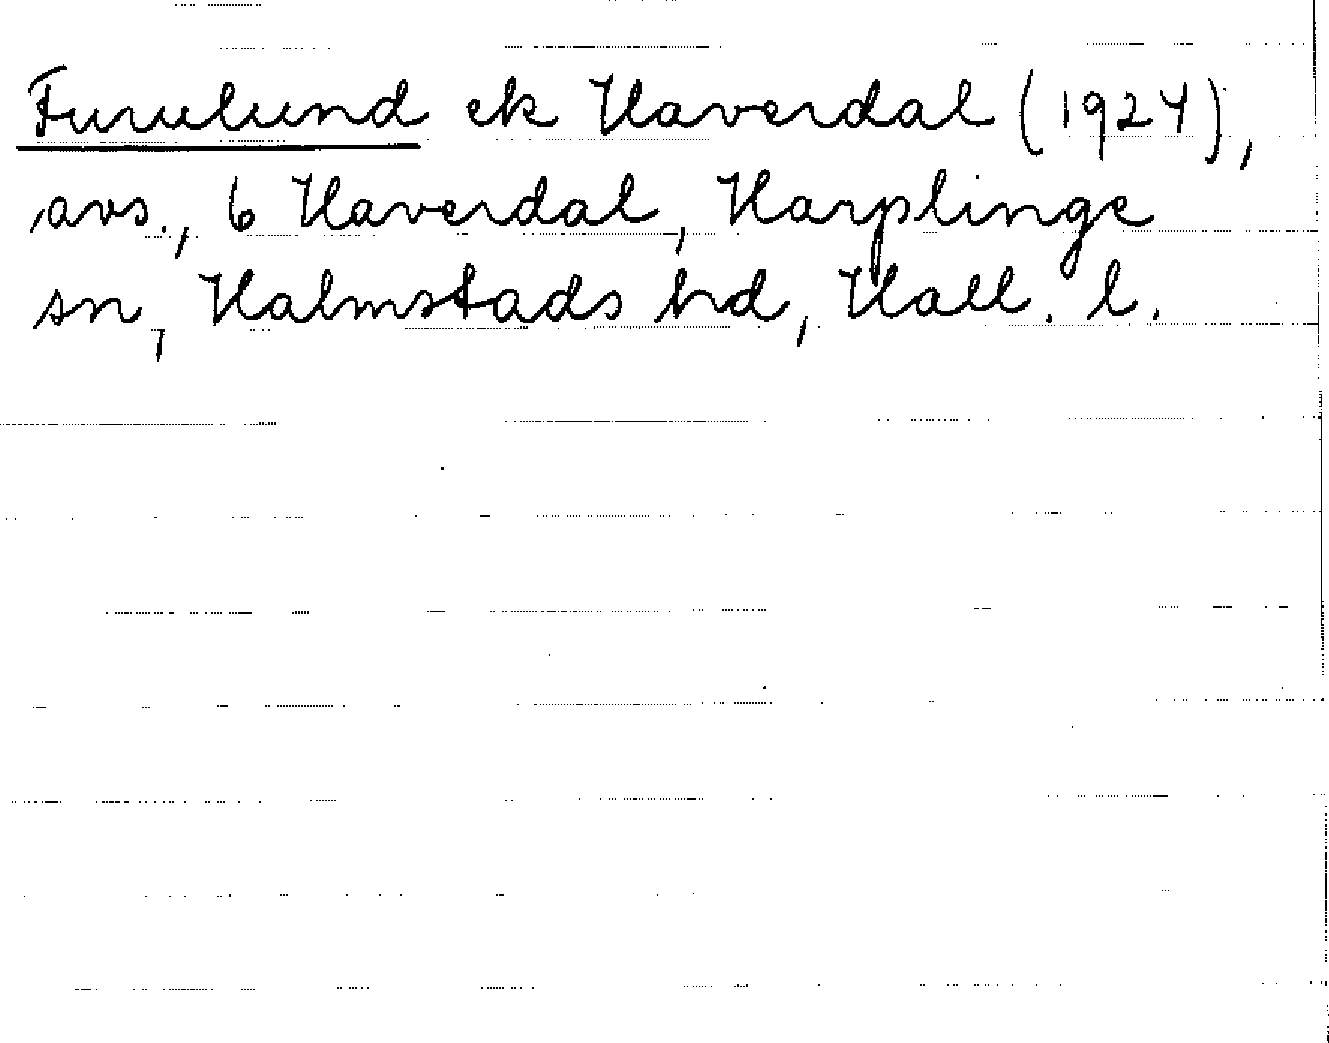 Furulund ek Haverdal (1924),
avs., 6 Haverdal, Harplinge
sn, Halmstads hd, Hall. l.